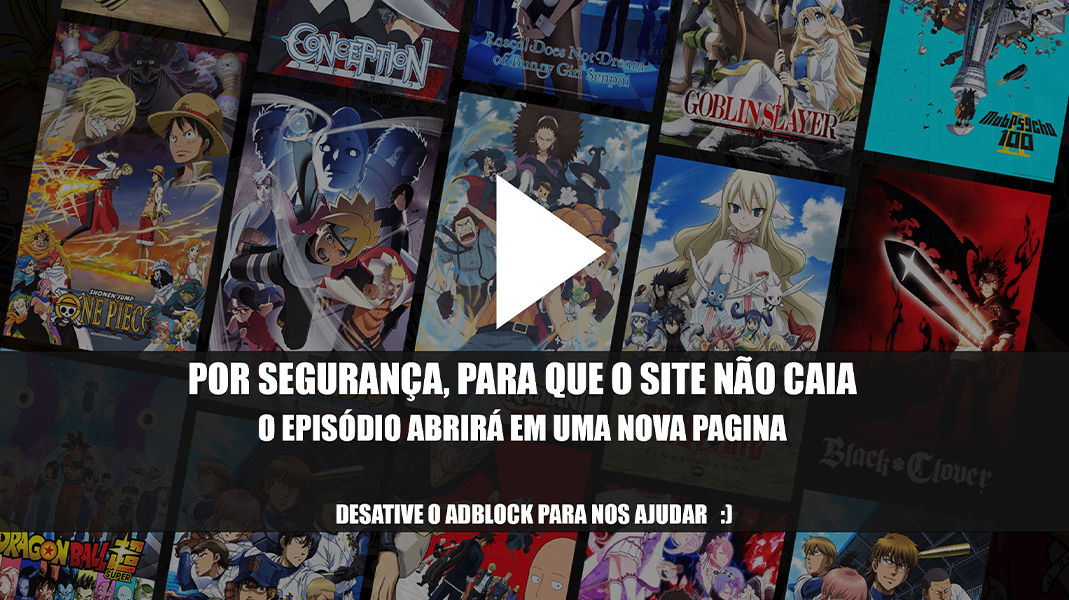 CONCEPTION
Rascal Does Not Dream
of Bunny Girl Senpai
GOBLIN SLAYER
Mob Psycho
100
II
SHONEN JUMP
ONE PIECE
POR SEGURANÇA, PARA QUE O SITE NÃO CAIA
O EPISÓDIO ABRIRÁ EM UMA NOVA PAGINA
Black Clover
DESATIVE O ADBLOCK PARA NOS AJUDAR :)
DRAGON BALL
SUPER